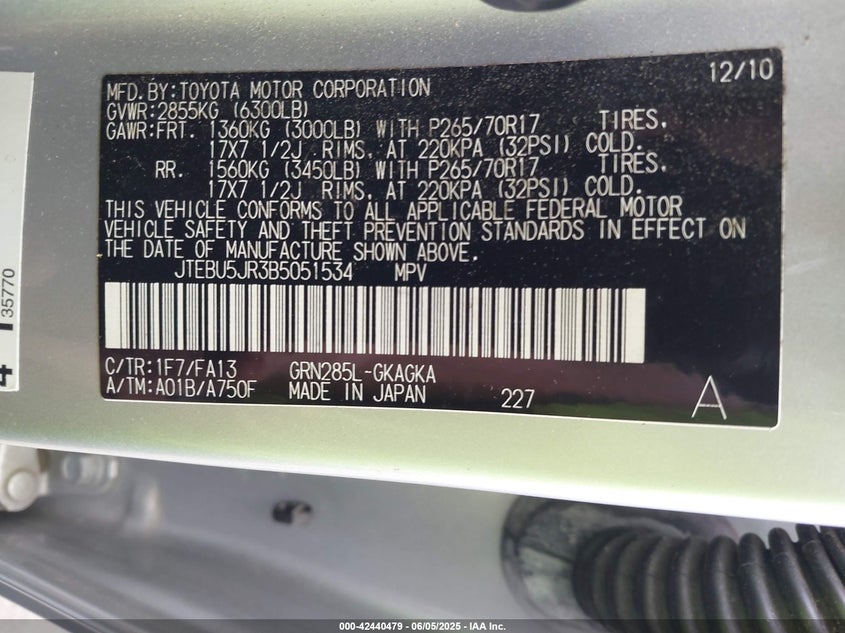 12/10
MFD. BY: TOYOTA MOTOR CORPORATION
GVWR: 2855KG (6300LB)
GAWR: FRT. 1360KG (3000LB) WITH P265/70R17 TIRES,
17X7 1/2J RIMS, AT 220KPA (32PSI) COLD.
RR. 1560KG (3450LB) WITH P265/70R17 TIRES,
17X7 1/2J RIMS, AT 220KPA (32PSI) COLD.
THIS VEHICLE CONFORMS TO ALL APPLICABLE FEDERAL MOTOR
VEHICLE SAFETY AND THEFT PREVENTION STANDARDS IN EFFECT ON
THE DATE OF MANUFACTURE SHOWN ABOVE.
JTEBU5JR3B5051534 MPV
C/TR: 1F7/FA13 GRN285L-GKAGKA
A/TM: A01B/A750F MADE IN JAPAN 227 A
4 35770
000-42440479 - 06/05/2025 - IAA Inc.